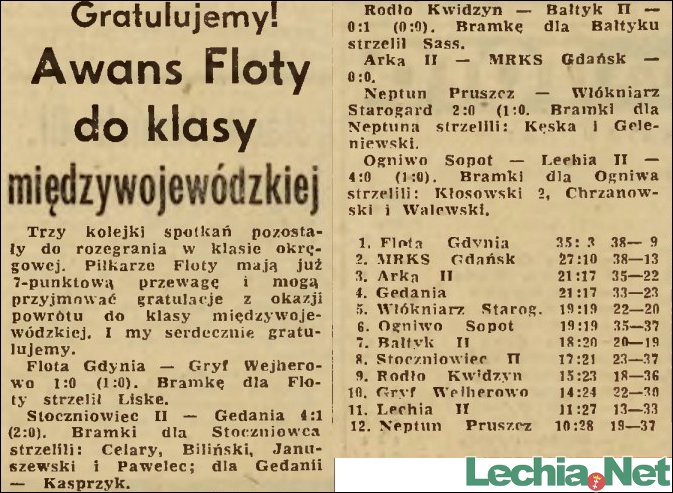 Gratulujemy!
Awans Floty
do klasy
międzywojewódzkiej
Trzy kolejki spotkań pozosta-
ły do rozegrania w klasie okrę-
gowej. Piłkarze Floty mają już
7-punktową przewagę i mogą
przyjmować gratulacje z okazji
powrótu do klasy międzywoje-
wódzkiej. I my serdecznie gratu-
lujemy.
Flota Gdynia — Gryf Wejhero-
wo 1:0 (1:0). Bramkę dla Flo-
ty strzelił Liske.
Stoczniowiec II — Gedania 4:1
(2:0). Bramki dla Stoczniowca
strzelili: Celary, Biliński, Janu-
szewski i Pawelec; dla Gedanii
— Kasprzyk.
Rodło Kwidzyn — Bałtyk II —
0:1 (0:0). Bramkę dla Bałtyku
strzelił Sass.
Arka II — MRKS Gdańsk —
0:0.
Neptun Pruszcz — Włókniarz
Starogard 2:0 (1:0. Bramki dla
Neptuna strzelili: Kęska i Gele-
niewski.
Ogniwo Sopot — Lechia II —
4:0 (1:0). Bramki dla Ogniwa
strzelili: Kłosowski 2, Chrzanow-
ski i Walewski.
1. Flota Gdynia 35: 3 38— 9
2. MRKS Gdańsk 27:10 38—13
3. Arka II 21:17 35—22
4. Gedania 21:17 33—23
5. Włókniarz Starog. 19:19 22—20
6. Ogniwo Sopot 19:19 35—37
7. Bałtyk II 18:20 20—19
8. Stoczniowiec II 17:21 23—37
9. Rodło Kwidzyn 15:23 18—36
10. Gryf Wejherowo 14:24 22—30
11. Lechia II 11:27 13—33
12. Neptun Pruszcz 10:28 19—37
Lechia.Net